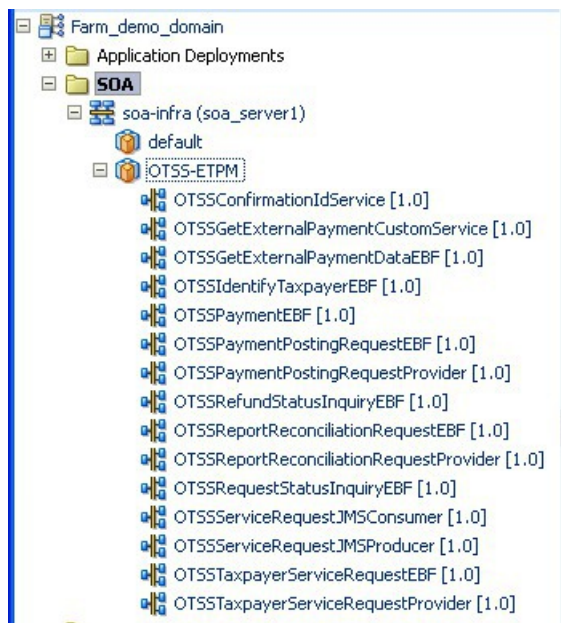 Farm_demo_domain
Application Deployments
SOA
soa-infra (soa_server1)
default
OTSS-ETPM
OTSSConfirmationIdService [1.0]
OTSSGetExternalPaymentCustomService [1.0]
OTSSGetExternalPaymentDataEBF [1.0]
OTSSIdentifyTaxpayerEBF [1.0]
OTSSPaymentEBF [1.0]
OTSSPaymentPostingRequestEBF [1.0]
OTSSPaymentPostingRequestProvider [1.0]
OTSSRefundStatusInquiryEBF [1.0]
OTSSReportReconciliationRequestEBF [1.0]
OTSSReportReconciliationRequestProvider [1.0]
OTSSRequestStatusInquiryEBF [1.0]
OTSSServiceRequestJMSConsumer [1.0]
OTSSServiceRequestJMSProducer [1.0]
OTSSTaxpayerServiceRequestEBF [1.0]
OTSSTaxpayerServiceRequestProvider [1.0]